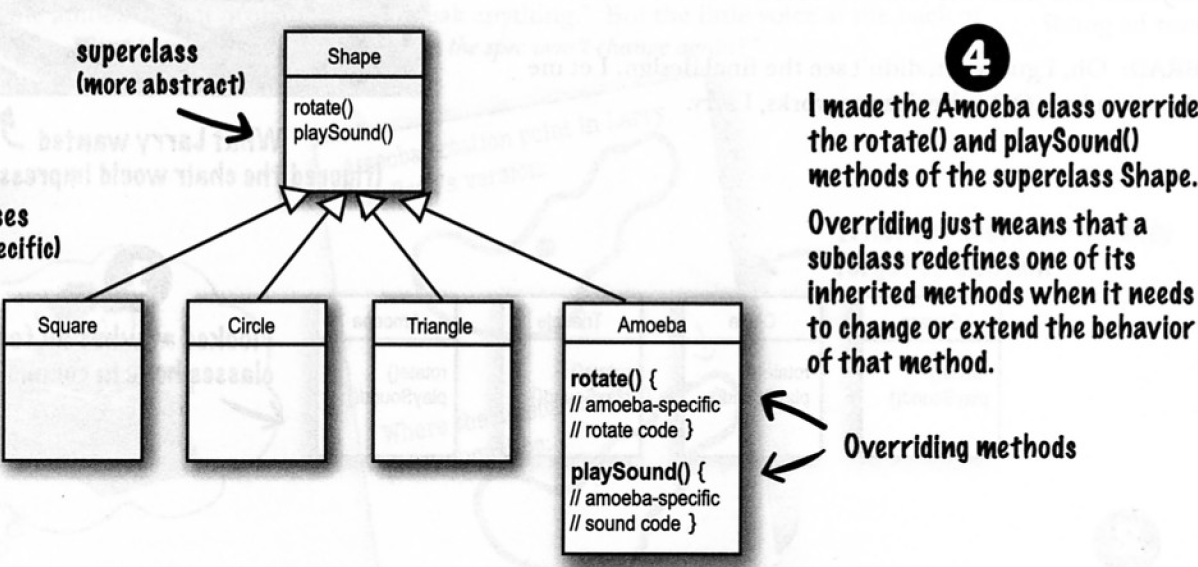 superclass
(more abstract)
Shape
rotate()
playSound()
4
I made the Amoeba class override
the rotate() and playSound()
methods of the superclass Shape.
Overriding just means that a
subclass redefines one of its
inherited methods when it needs
to change or extend the behavior
of that method.
Square
Circle
Triangle
Amoeba
rotate() {
// amoeba-specific
// rotate code }
playSound() {
// amoeba-specific
// sound code }
Overriding methods